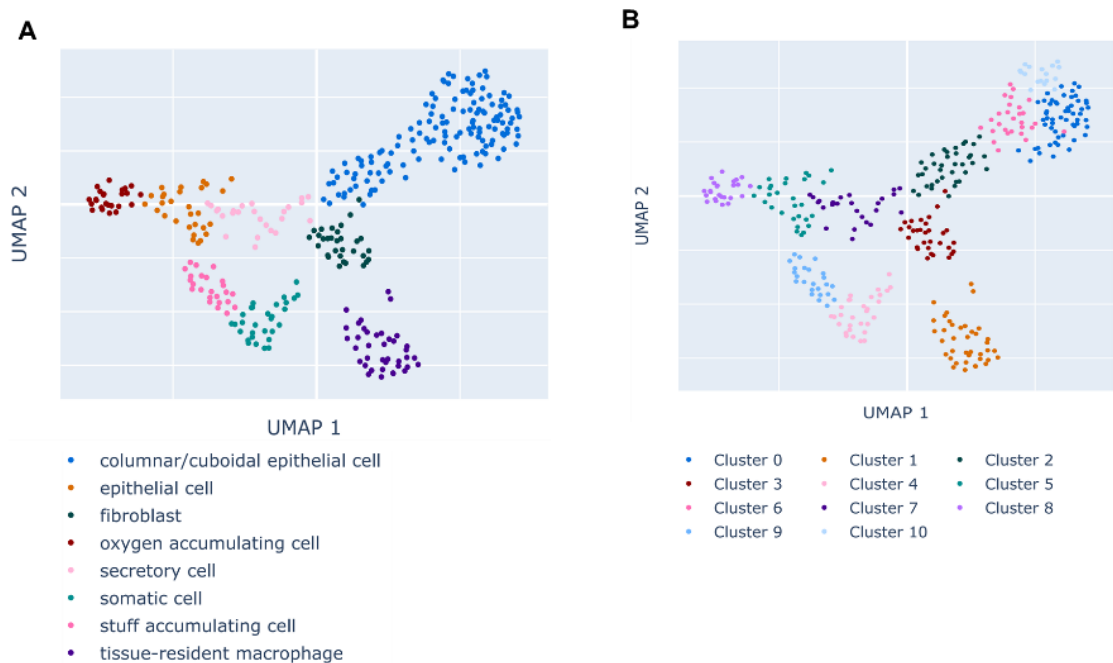 A
UMAP 2
UMAP 1
columnar/cuboidal epithelial cell
epithelial cell
fibroblast
oxygen accumulating cell
secretory cell
somatic cell
stuff accumulating cell
tissue-resident macrophage
B
UMAP 2
UMAP 1
Cluster 0 Cluster 1 Cluster 2
Cluster 3 Cluster 4 Cluster 5
Cluster 6 Cluster 7 Cluster 8
Cluster 9 Cluster 10